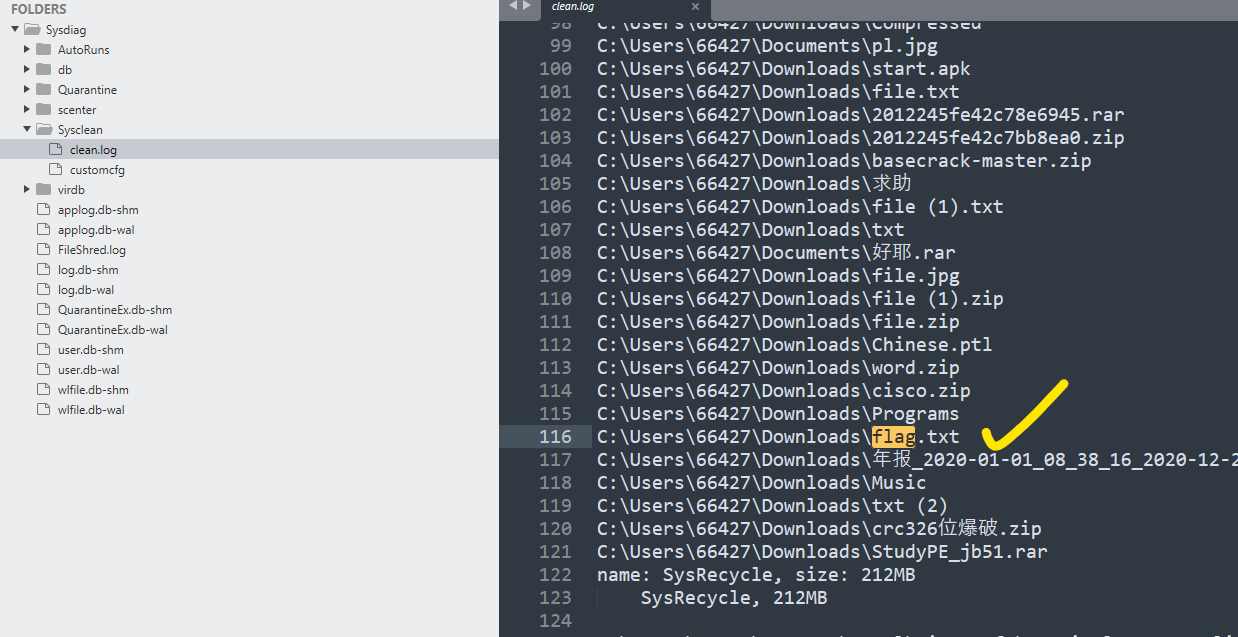 FOLDERS
Sysdiag
AutoRuns
db
Quarantine
scenter
Sysclean
clean.log
customcfg
virdb
applog.db-shm
applog.db-wal
FileShred.log
log.db-shm
log.db-wal
QuarantineEx.db-shm
QuarantineEx.db-wal
user.db-shm
user.db-wal
wlfile.db-shm
wlfile.db-wal
clean.log ×
98 C:\Users\66427\Downloads\Compressed
99 C:\Users\66427\Documents\pl.jpg
100 C:\Users\66427\Downloads\start.apk
101 C:\Users\66427\Downloads\file.txt
102 C:\Users\66427\Downloads\2012245fe42c78e6945.rar
103 C:\Users\66427\Downloads\2012245fe42c7bb8ea0.zip
104 C:\Users\66427\Downloads\basecrack-master.zip
105 C:\Users\66427\Downloads\求助
106 C:\Users\66427\Downloads\file (1).txt
107 C:\Users\66427\Downloads\txt
108 C:\Users\66427\Documents\好耶.rar
109 C:\Users\66427\Downloads\file.jpg
110 C:\Users\66427\Downloads\file (1).zip
111 C:\Users\66427\Downloads\file.zip
112 C:\Users\66427\Downloads\Chinese.ptl
113 C:\Users\66427\Downloads\word.zip
114 C:\Users\66427\Downloads\cisco.zip
115 C:\Users\66427\Downloads\Programs
116 C:\Users\66427\Downloads\flag.txt
117 C:\Users\66427\Downloads\年报_2020-01-01_08_38_16_2020-12-2
118 C:\Users\66427\Downloads\Music
119 C:\Users\66427\Downloads\txt (2)
120 C:\Users\66427\Downloads\crc326位爆破.zip
121 C:\Users\66427\Downloads\StudyPE_jb51.rar
122 name: SysRecycle, size: 212MB
123 SysRecycle, 212MB
124